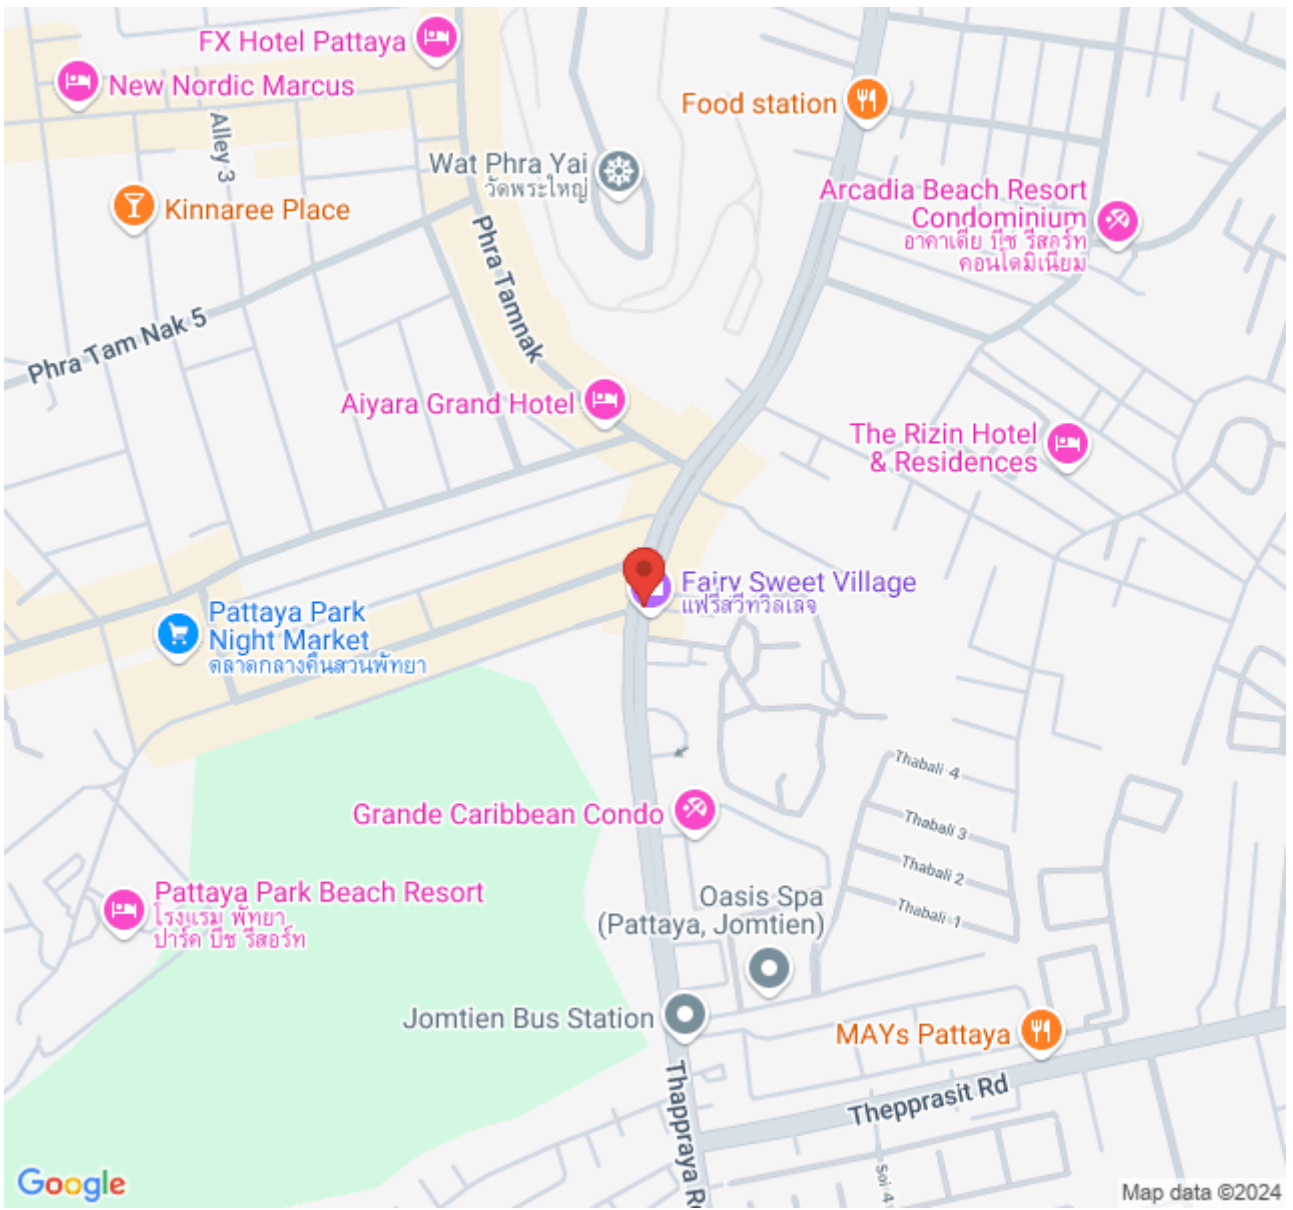 FX Hotel Pattaya
New Nordic Marcus
Alley 3
Food station
Wat Phra Yai
วัดพระใหญ่
Kinnaree Place
Arcadia Beach Resort
Condominium
อาคาเดีย บีช รีสอร์ท
คอนโดมิเนียม
Phra Tamnak
Phra Tam Nak 5
Aiyara Grand Hotel
The Rizin Hotel
& Residences
Fairy Sweet Village
แฟรี่สวีทวิลเลจ
Pattaya Park
Night Market
ตลาดกลางคืนสวนพัทยา
Thabali 4
Grande Caribbean Condo
Thabali 3
Thabali 2
Pattaya Park Beach Resort
โรงแรม พัทยา
ปาร์ค บีช รีสอร์ท
Oasis Spa
(Pattaya, Jomtien)
Thabali 1
Jomtien Bus Station
MAYs Pattaya
Thappraya R
Thepprasit Rd
Soi 4
Google
Map data ©2024